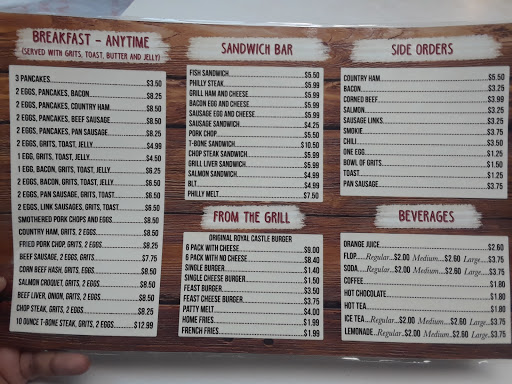 BREAKFAST - ANYTIME
(SERVED WITH GRITS, TOAST, BUTTER AND JELLY)
3 PANCAKES $3.50
2 EGGS, PANCAKES, BACON $8.25
2 EGGS, PANCAKES, COUNTRY HAM $8.50
2 EGGS, PANCAKES, BEEF SAUSAGE $8.50
2 EGGS, PANCAKES, PAN SAUSAGE $8.25
2 EGGS, GRITS, TOAST, JELLY $4.99
1 EGG, GRITS, TOAST, JELLY $4.50
1 EGG, BACON, GRITS, TOAST, JELLY $6.25
2 EGGS, BACON, GRITS, TOAST, JELLY $6.50
2 EGGS, PAN SAUSAGE, GRITS, TOAST $6.50
2 EGGS, LINK SAUSAGES, GRITS, TOAST $6.50
SMOTHERED PORK CHOPS AND EGGS $8.50
COUNTRY HAM, GRITS, 2 EGGS $8.50
FRIED PORK CHOP, GRITS, 2 EGGS $8.25
BEEF SAUSAGE, 2 EGGS, GRITS $7.75
CORN BEEF HASH, GRITS, 2 EGGS $8.50
SALMON CROQUET, GRITS, 2 EGGS $8.50
BEEF LIVER, ONION, GRITS, 2 EGGS $8.50
CHOP STEAK, GRITS, 2 EGGS $8.25
10 OUNCE T-BONE STEAK, GRITS, 2 EGGS $12.99
SANDWICH BAR
FISH SANDWICH $5.50
PHILLY STEAK $5.99
GRILL HAM AND CHEESE $5.99
BACON EGG AND CHEESE $5.99
SAUSAGE EGG AND CHEESE $5.99
SAUSAGE SANDWICH $4.25
PORK CHOP $5.50
T-BONE SANDWICH $10.50
CHOP STEAK SANDWICH $5.99
GRILL LIVER SANDWICH $5.99
SALMON SANDWICH $4.99
BLT $4.99
PHILLY MELT $7.50
FROM THE GRILL
ORIGINAL ROYAL CASTLE BURGER
6 PACK WITH CHEESE $9.00
6 PACK WITH NO CHEESE $8.40
SINGLE BURGER $1.40
SINGLE CHEESE BURGER $1.50
FEAST BURGER $3.50
FEAST CHEESE BURGER $3.75
PATTY MELT $4.00
HOME FRIES $1.99
FRENCH FRIES $1.99
SIDE ORDERS
COUNTRY HAM $5.50
BACON $3.25
CORNED BEEF $3.99
SALMON $3.25
SAUSAGE LINKS $3.25
SMOKIE $3.75
CHILI $3.50
ONE EGG $1.25
BOWL OF GRITS $1.50
TOAST $1.25
PAN SAUSAGE $3.75
BEVERAGES
ORANGE JUICE $2.60
FLOP Regular $2.00 Medium $2.60 Large $3.75
SODA Regular $2.00 Medium $2.60 Large $3.75
COFFEE $1.80
HOT CHOCOLATE $1.80
HOT TEA $1.80
ICE TEA Regular $2.00 Medium $2.60 Large $3.75
LEMONADE Regular $2.00 Medium $2.60 Large $3.75